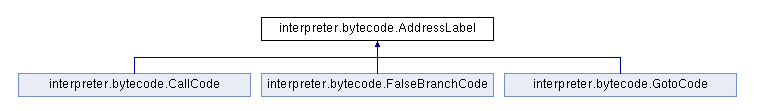 interpreter.bytecode.AddressLabel
interpreter.bytecode.CallCode
interpreter.bytecode.FalseBranchCode
interpreter.bytecode.GotoCode